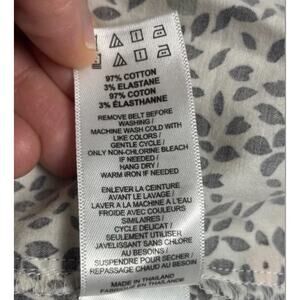 97% COTTON
3% ELASTANE
97% COTON
3% ÉLASTHANNE
REMOVE BELT BEFORE
WASHING /
MACHINE WASH COLD WITH
LIKE COLORS /
GENTLE CYCLE /
ONLY NON-CHLORINE BLEACH
IF NEEDED /
HANG DRY /
WARM IRON IF NEEDED
ENLEVER LA CEINTURE
AVANT LE LAVAGE /
LAVER A LA MACHINE A L'EAU
FROIDE AVEC COULEURS
SIMILAIRES /
CYCLE DELICAT /
SEULEMENT UTILISER
JAVELISSANT SANS CHLORE
AU BESOIN /
SUSPENDRE POUR SECHER /
REPASSAGE CHAUD AU BESOIN
MADE IN THAILAND
FABRIQUE EN THAILANDE